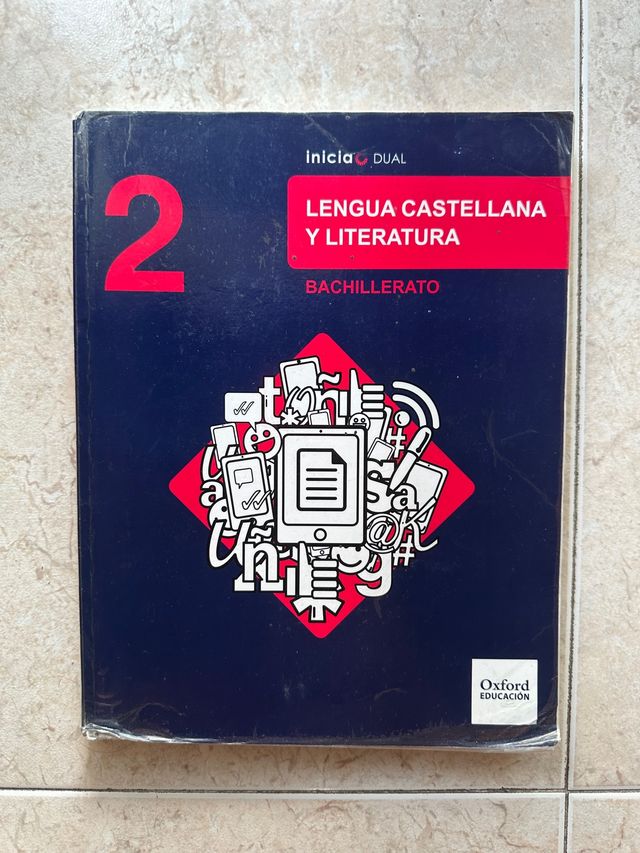 inicia DUAL
2
LENGUA CASTELLANA
Y LITERATURA
BACHILLERATO
Oxford
EDUCACIÓN